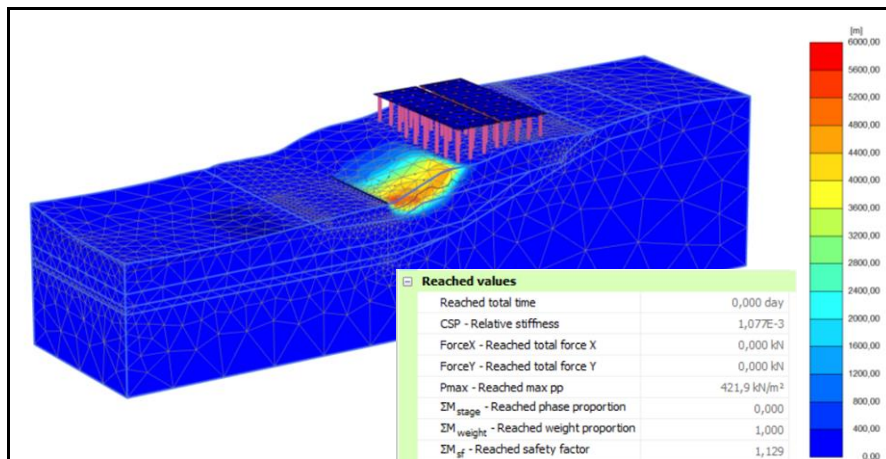 [m]
6000,00
5600,00
5200,00
4800,00
4400,00
4000,00
3600,00
3200,00
2800,00
2400,00
2000,00
1600,00
1200,00
800,00
400,00
0,00
Reached values
Reached total time 0,000 day
CSP - Relative stiffness 1,077E-3
ForceX - Reached total force X 0,000 kN
ForceY - Reached total force Y 0,000 kN
Pmax - Reached max pp 421,9 kN/m²
ΣMstage - Reached phase proportion 0,000
ΣMweight - Reached weight proportion 1,000
ΣMsf - Reached safety factor 1,129